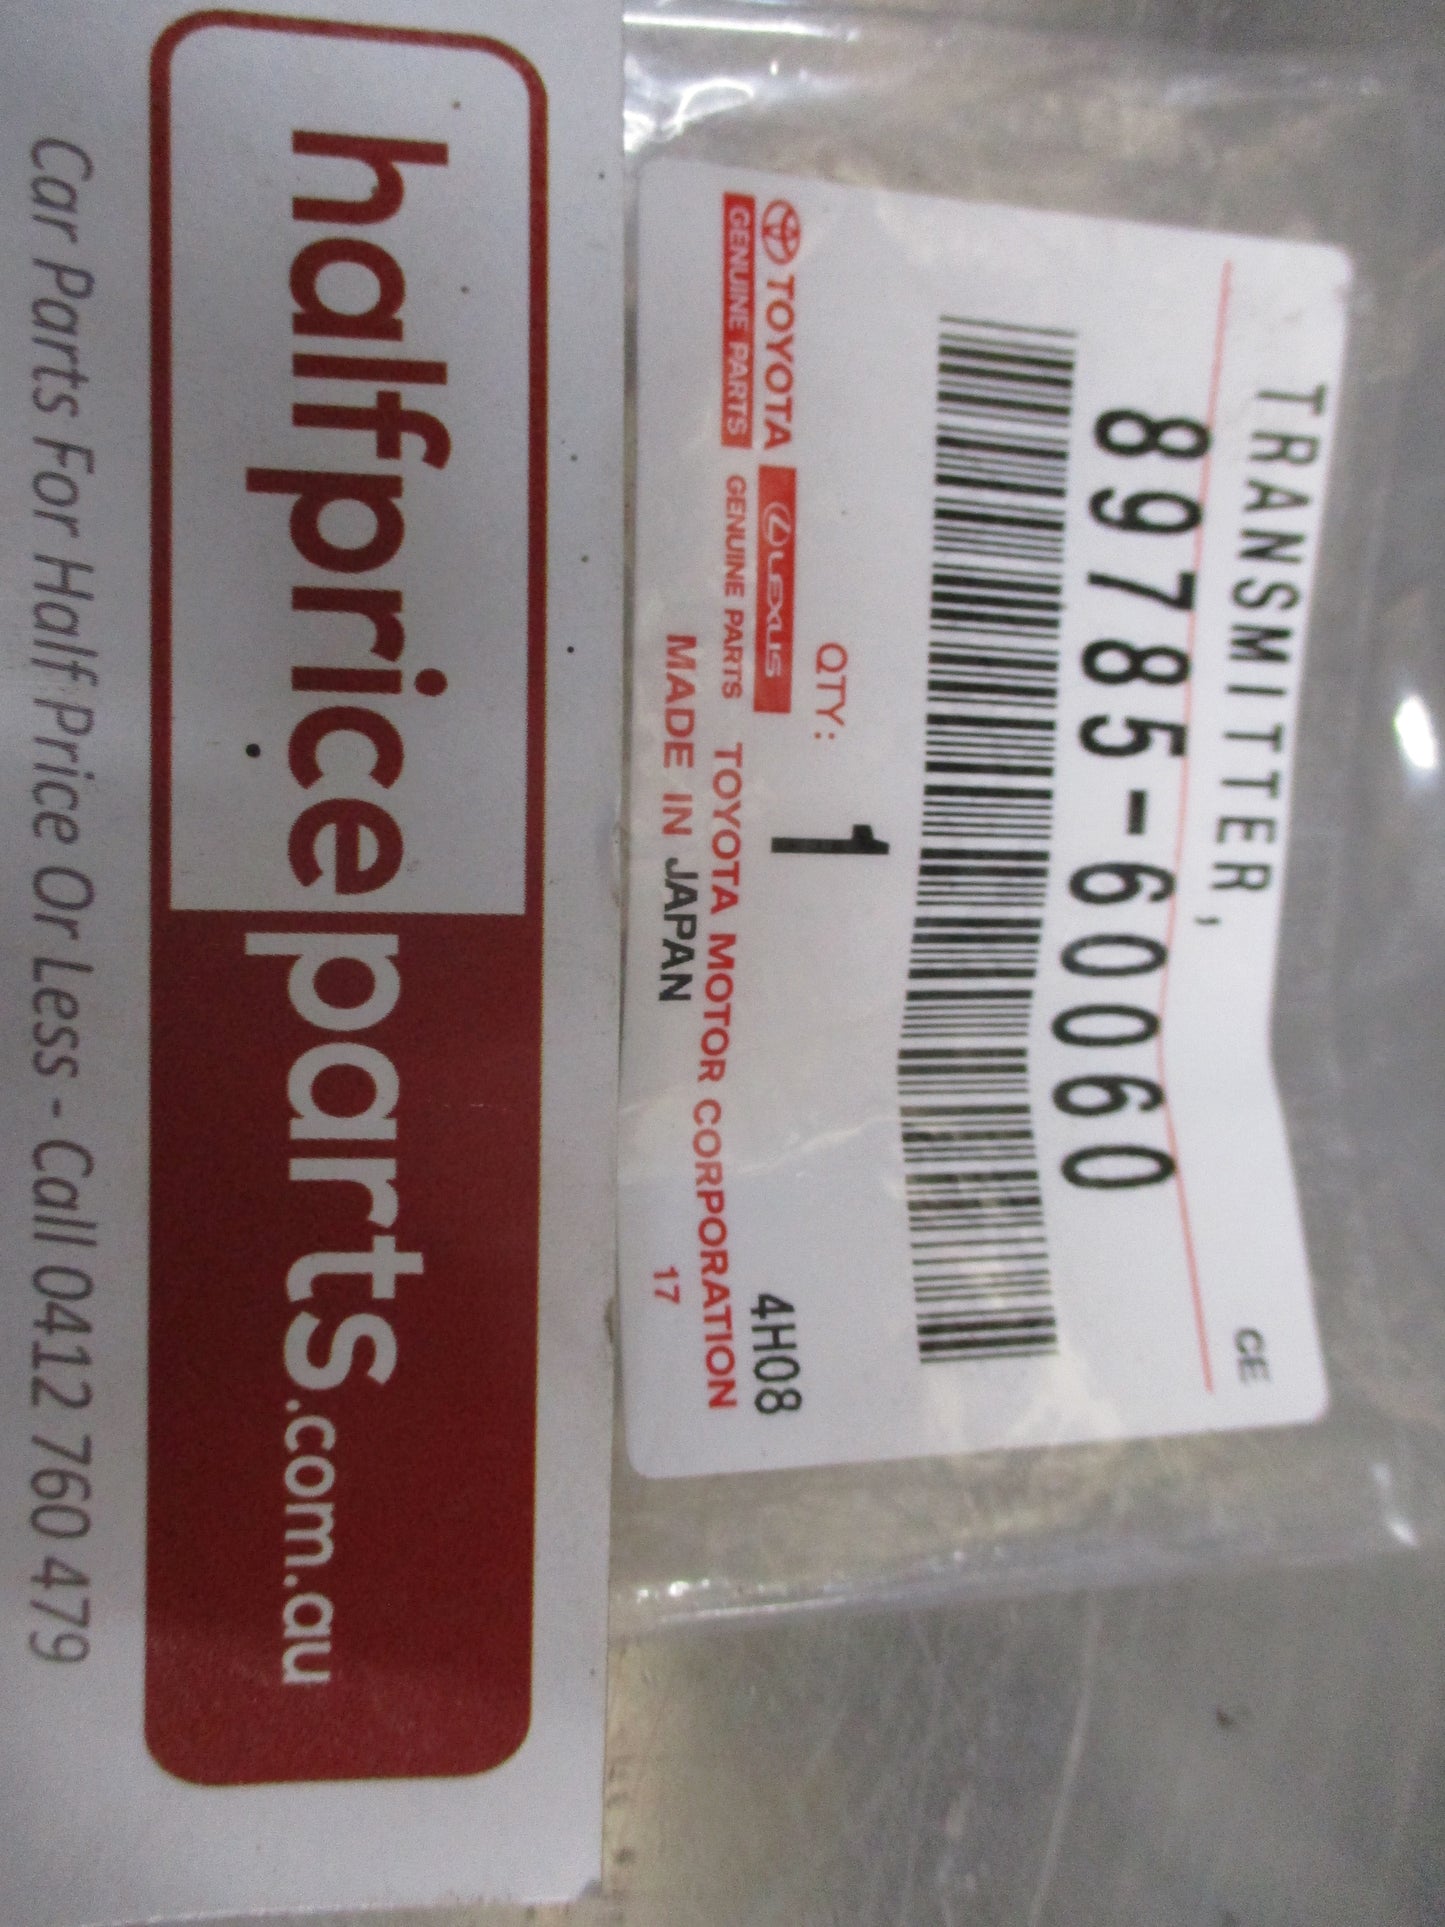 TRANSMITTER,
CE
89785-60060
QTY: 1
4H08
TOYOTA LEXUS
GENUINE PARTS GENUINE PARTS TOYOTA MOTOR CORPORATION
MADE IN JAPAN 17
halfpriceparts.com.au
Car Parts For Half Price Or Less - Call 0412 760 479